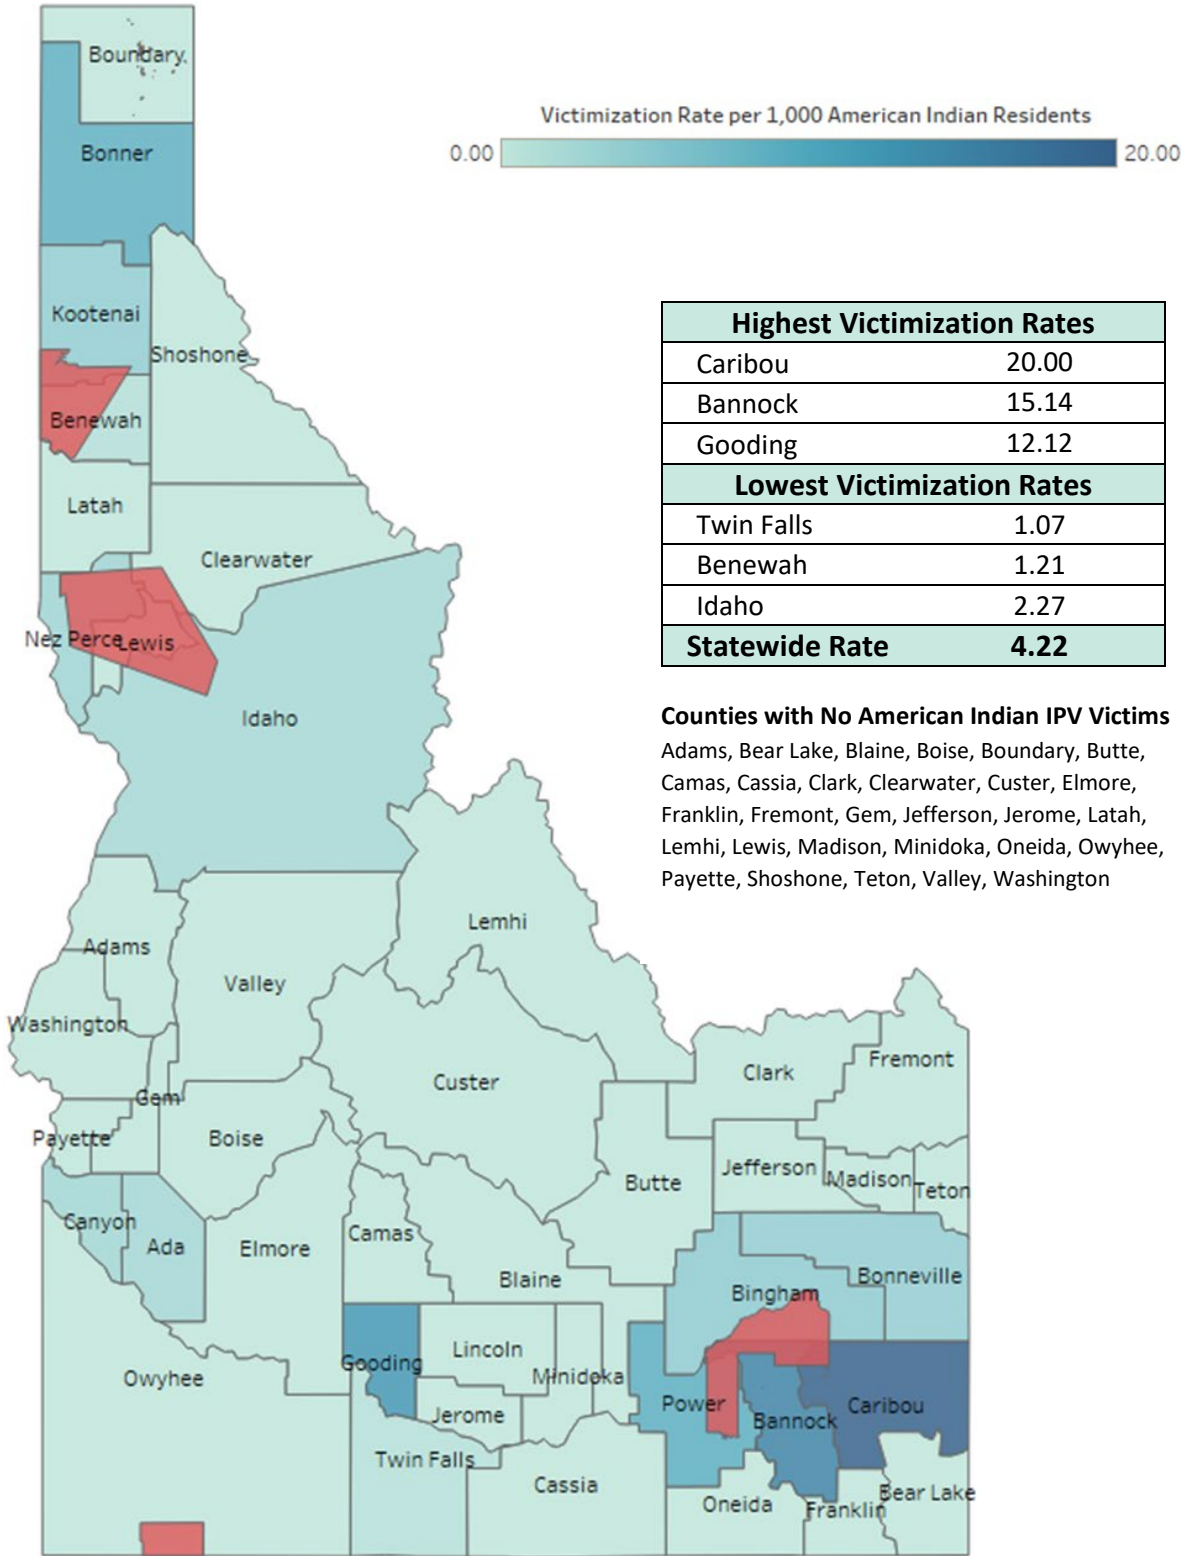 Boundary
Victimization Rate per 1,000 American Indian Residents
0.00
20.00
Bonner
Kootenai
Shoshone
Highest Victimization Rates
Caribou 20.00
Bannock 15.14
Gooding 12.12
Lowest Victimization Rates
Twin Falls 1.07
Benewah 1.21
Idaho 2.27
Statewide Rate 4.22
Benewah
Latah
Clearwater
Nez Perce
Lewis
Idaho
Counties with No American Indian IPV Victims
Adams, Bear Lake, Blaine, Boise, Boundary, Butte,
Camas, Cassia, Clark, Clearwater, Custer, Elmore,
Franklin, Fremont, Gem, Jefferson, Jerome, Latah,
Lemhi, Lewis, Madison, Minidoka, Oneida, Owyhee,
Payette, Shoshone, Teton, Valley, Washington
Lemhi
Adams
Valley
Washington
Fremont
Clark
Custer
Gem
Payette
Boise
Jefferson
Madison
Butte
Teton
Canyon
Camas
Ada
Elmore
Blaine
Bonneville
Bingham
Lincoln
Gooding
Minidoka
Owyhee
Power
Caribou
Jerome
Bannock
Twin Falls
Cassia
Bear Lake
Oneida
Franklin